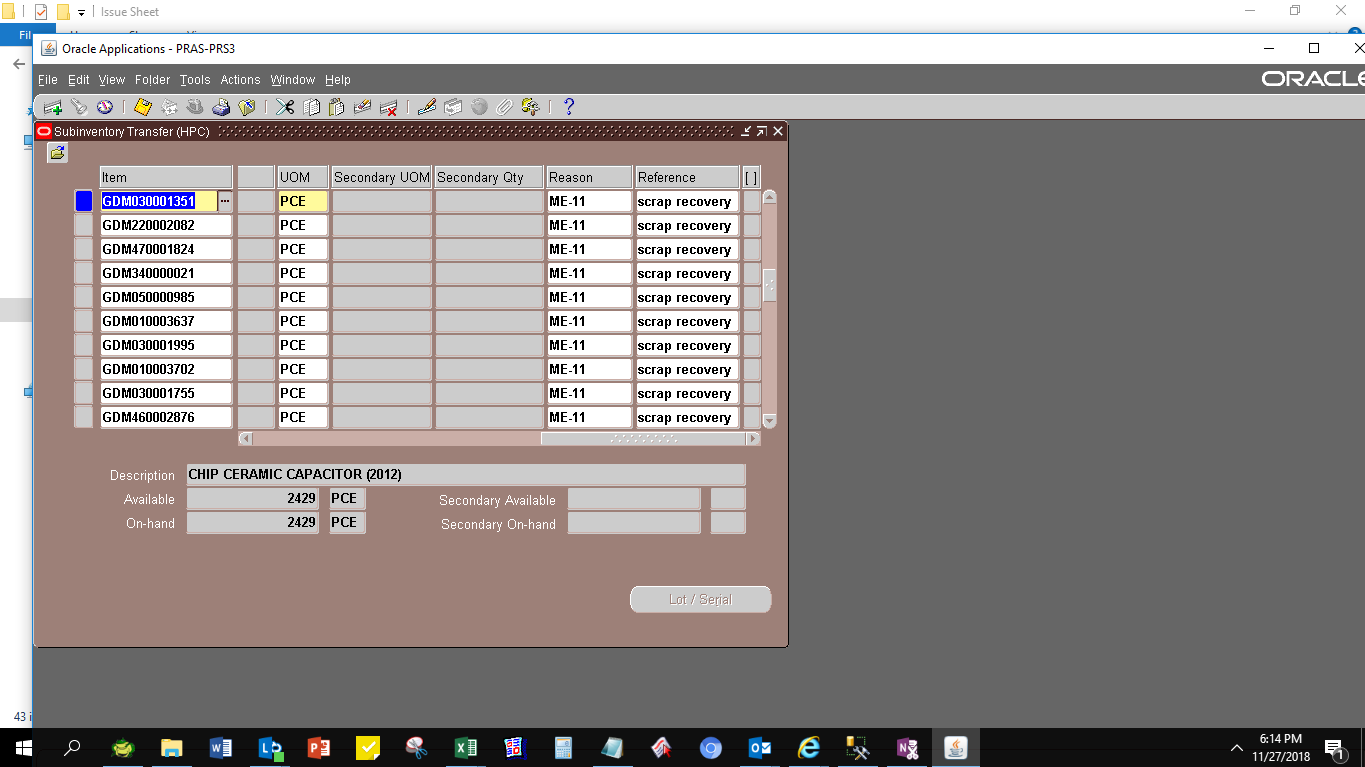 Issue Sheet
Fil
Oracle Applications - PRAS-PRS3
File Edit View Folder Tools Actions Window Help
ORACLE
Subinventory Transfer (HPC)
Item UOM Secondary UOM Secondary Qty Reason Reference [ ]
GDM030001351 ... PCE ME-11 scrap recovery
GDM220002082 PCE ME-11 scrap recovery
GDM470001824 PCE ME-11 scrap recovery
GDM340000021 PCE ME-11 scrap recovery
GDM050000985 PCE ME-11 scrap recovery
GDM010003637 PCE ME-11 scrap recovery
GDM030001995 PCE ME-11 scrap recovery
GDM010003702 PCE ME-11 scrap recovery
GDM030001755 PCE ME-11 scrap recovery
GDM460002876 PCE ME-11 scrap recovery
Description CHIP CERAMIC CAPACITOR (2012)
Available 2429 PCE Secondary Available
On-hand 2429 PCE Secondary On-hand
Lot / Serial
43 i
6:14 PM
11/27/2018
1